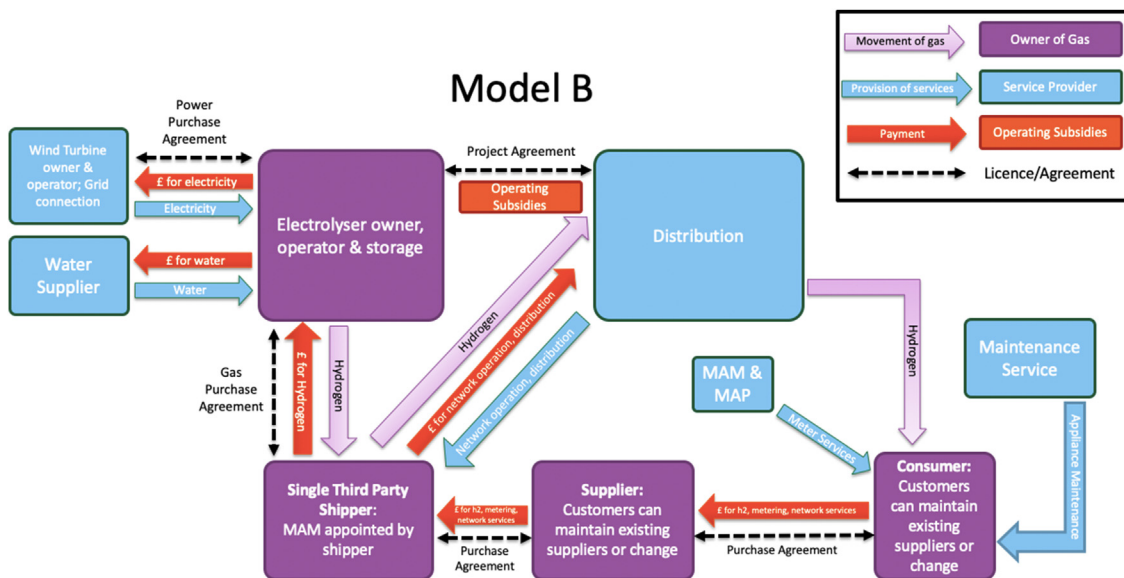 Model B
Movement of gas
Owner of Gas
Provision of services
Service Provider
Payment
Operating Subsidies
Licence/Agreement
Power
Purchase
Agreement
Wind Turbine
owner &
operator; Grid
connection
£ for electricity
Electricity
Water
Supplier
£ for water
Water
Electrolyser owner,
operator & storage
Project Agreement
Operating
Subsidies
Distribution
Gas
Purchase
Agreement
£ for Hydrogen
Hydrogen
Hydrogen
£ for network operation, distribution
Network operation, distribution
Hydrogen
MAM &
MAP
Meter Services
Maintenance
Service
Appliance Maintenance
Single Third Party
Shipper:
MAM appointed by
shipper
£ for h2, metering,
network services
Purchase
Agreement
Supplier:
Customers can
maintain existing
suppliers or change
£ for h2, metering, network services
Purchase Agreement
Consumer:
Customers
can maintain
existing
suppliers or
change